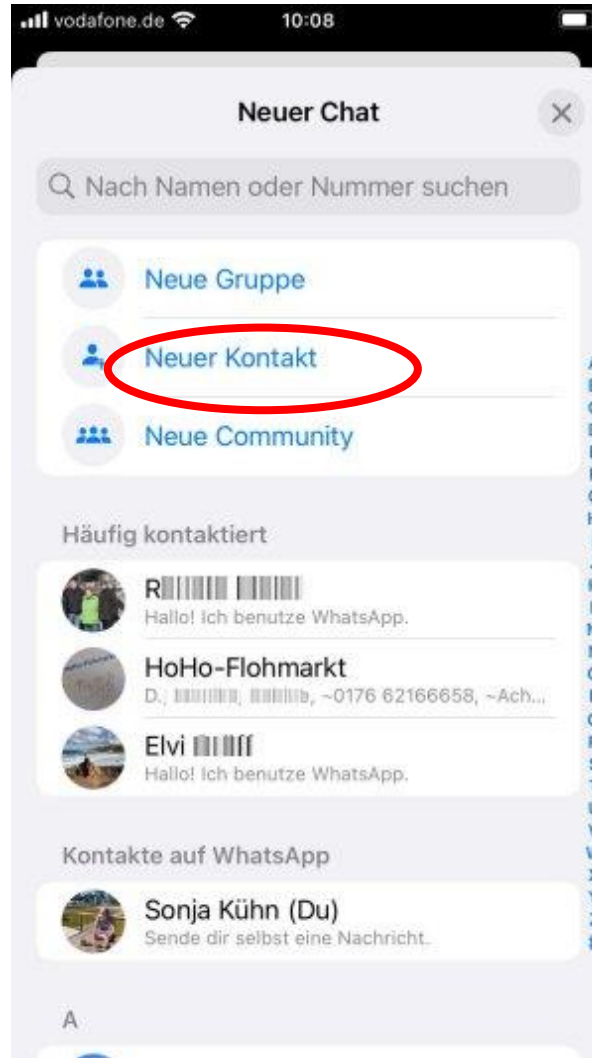 vodafone.de 10:08
Neuer Chat
Nach Namen oder Nummer suchen
Neue Gruppe
Neuer Kontakt
Neue Community
Häufig kontaktiert
R
Hallo! Ich benutze WhatsApp.
HoHo-Flohmarkt
D., ~0176 62166658, ~Ach...
Elvi
Hallo! Ich benutze WhatsApp.
Kontakte auf WhatsApp
Sonja Kühn (Du)
Sende dir selbst eine Nachricht.
A